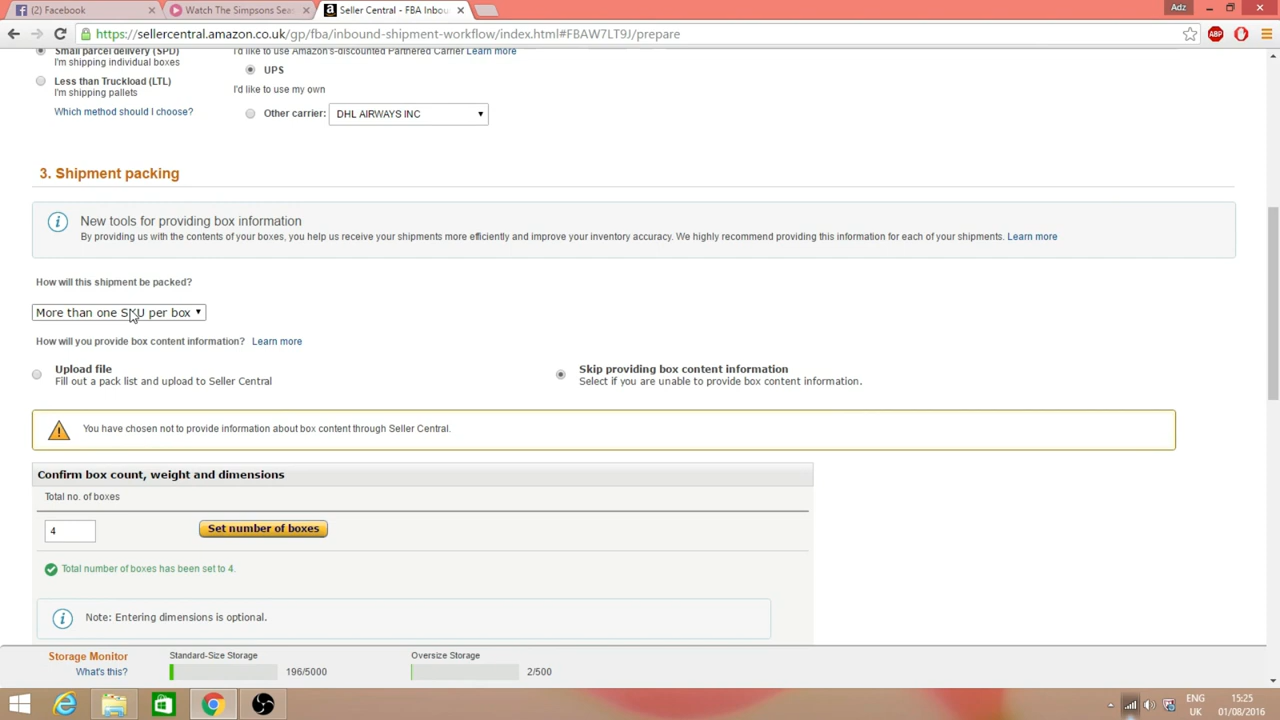 (2) Facebook
Watch The Simpsons Sea
Seller Central - FBA Inbou
Adz
https://sellercentral.amazon.co.uk/gp/fba/inbound-shipment-workflow/index.html#FBAW7LT9J/prepare
ABP
Small parcel delivery (SPD)
I'm shipping individual boxes
Less than Truckload (LTL)
I'm shipping pallets
Which method should I choose?
I'd like to use Amazon's-discounted Partnered Carrier Learn more
UPS
I'd like to use my own
Other carrier: DHL AIRWAYS INC
3. Shipment packing
New tools for providing box information
By providing us with the contents of your boxes, you help us receive your shipments more efficiently and improve your inventory accuracy. We highly recommend providing this information for each of your shipments. Learn more
How will this shipment be packed?
More than one SKU per box
How will you provide box content information? Learn more
Upload file
Fill out a pack list and upload to Seller Central
Skip providing box content information
Select if you are unable to provide box content information.
You have chosen not to provide information about box content through Seller Central.
Confirm box count, weight and dimensions
Total no. of boxes
4
Set number of boxes
Total number of boxes has been set to 4.
Note: Entering dimensions is optional.
Storage Monitor
What's this?
Standard-Size Storage
196/5000
Oversize Storage
2/500
ENG
UK
15:25
01/08/2016